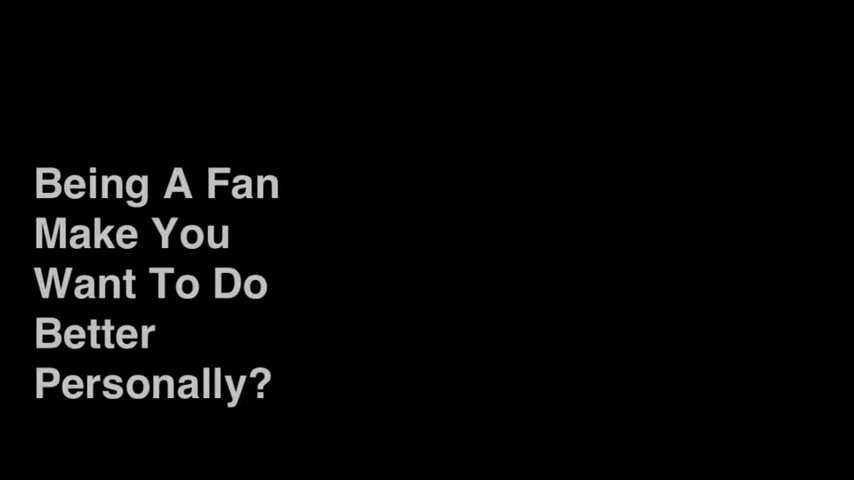 Being A Fan
Make You
Want To Do
Better
Personally?